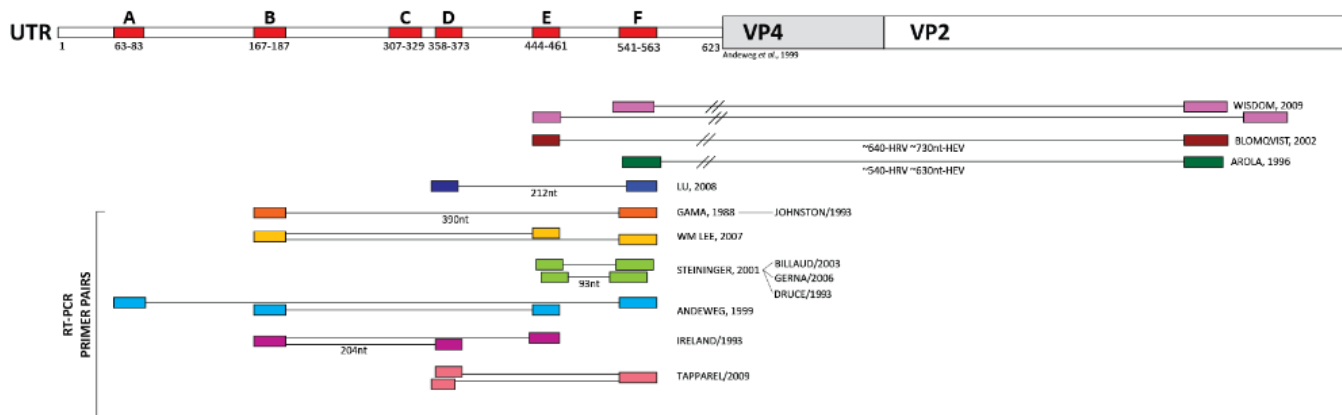 A B C D E F
UTR VP4 VP2
1 63-83 167-187 307-329 358-373 444-461 541-563 623
Andeweg et al., 1999
WISDOM, 2009
BLOMQVIST, 2002
~640-HRV ~730nt-HEV
AROLA, 1996
~540-HRV ~630nt-HEV
LU, 2008
212nt
GAMA, 1988 JOHNSTON/1993
390nt
WM LEE, 2007
BILLAUD/2003
STEININGER, 2001
GERNA/2006
93nt
DRUCE/1993
ANDEWEG, 1999
IRELAND/1993
204nt
TAPPAREL/2009
RT-PCR
PRIMER PAIRS